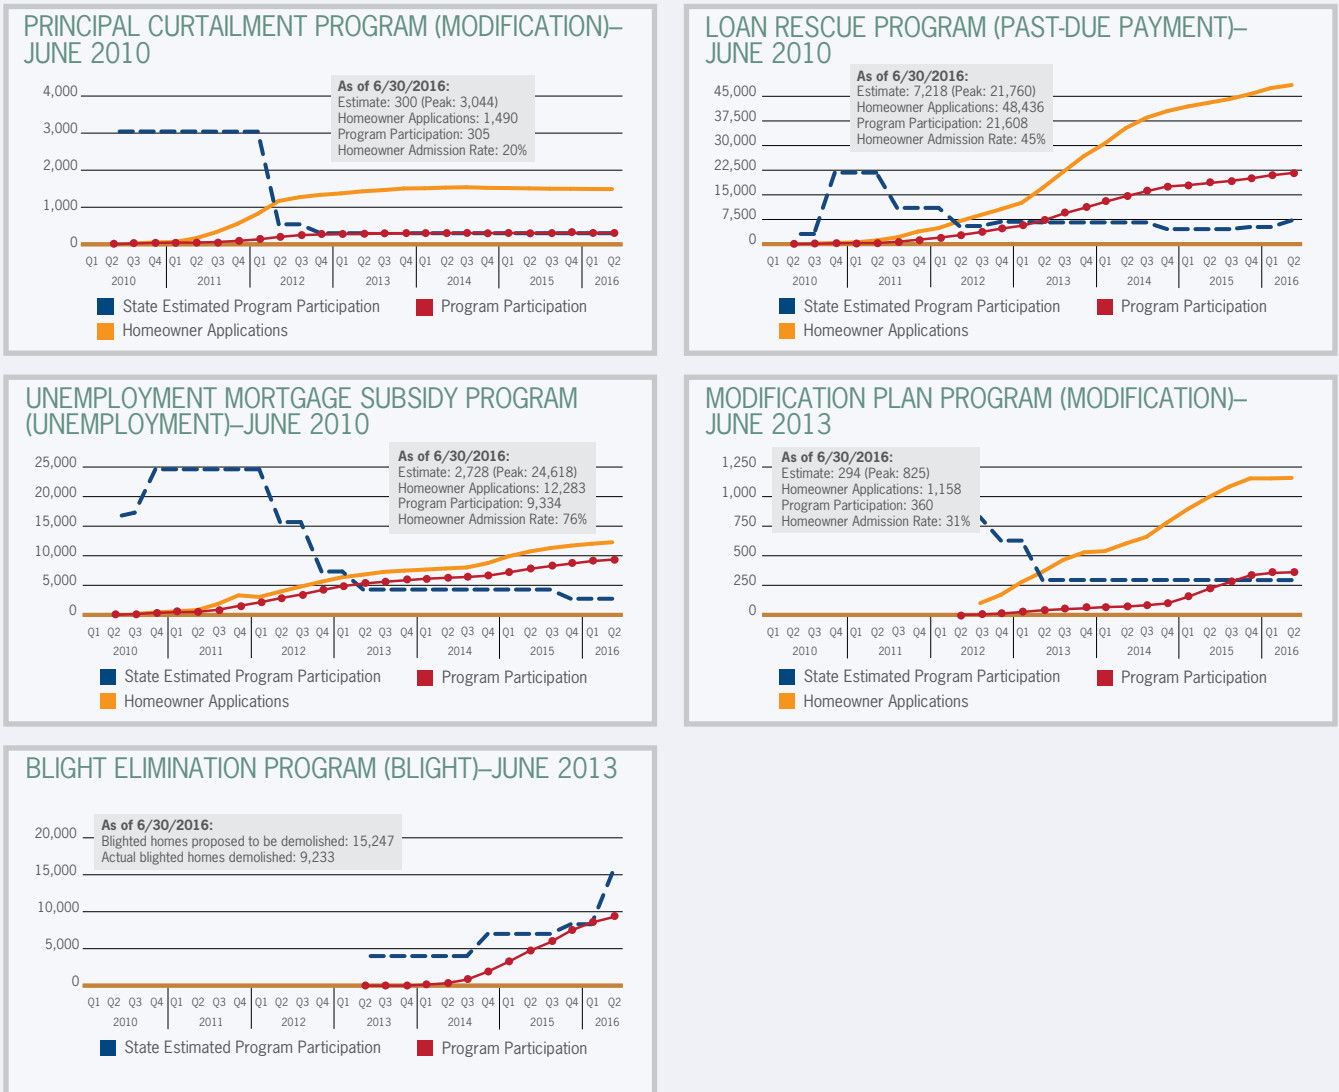 PRINCIPAL CURTAILMENT PROGRAM (MODIFICATION)–
JUNE 2010
As of 6/30/2016:
Estimate: 300 (Peak: 3,044)
Homeowner Applications: 1,490
Program Participation: 305
Homeowner Admission Rate: 20%
4,000
3,000
2,000
1,000
0
Q1 Q2 Q3 Q4 Q1 Q2 Q3 Q4 Q1 Q2 Q3 Q4 Q1 Q2 Q3 Q4 Q1 Q2 Q3 Q4 Q1 Q2 Q3 Q4 Q1 Q2
2010 2011 2012 2013 2014 2015 2016
State Estimated Program Participation
Program Participation
Homeowner Applications
LOAN RESCUE PROGRAM (PAST-DUE PAYMENT)–
JUNE 2010
As of 6/30/2016:
Estimate: 7,218 (Peak: 21,760)
Homeowner Applications: 48,436
Program Participation: 21,608
Homeowner Admission Rate: 45%
45,000
37,500
30,000
22,500
15,000
7,500
0
Q1 Q2 Q3 Q4 Q1 Q2 Q3 Q4 Q1 Q2 Q3 Q4 Q1 Q2 Q3 Q4 Q1 Q2 Q3 Q4 Q1 Q2 Q3 Q4 Q1 Q2
2010 2011 2012 2013 2014 2015 2016
State Estimated Program Participation
Program Participation
Homeowner Applications
UNEMPLOYMENT MORTGAGE SUBSIDY PROGRAM
(UNEMPLOYMENT)–JUNE 2010
As of 6/30/2016:
Estimate: 2,728 (Peak: 24,618)
Homeowner Applications: 12,283
Program Participation: 9,334
Homeowner Admission Rate: 76%
25,000
20,000
15,000
10,000
5,000
0
Q1 Q2 Q3 Q4 Q1 Q2 Q3 Q4 Q1 Q2 Q3 Q4 Q1 Q2 Q3 Q4 Q1 Q2 Q3 Q4 Q1 Q2 Q3 Q4 Q1 Q2
2010 2011 2012 2013 2014 2015 2016
State Estimated Program Participation
Program Participation
Homeowner Applications
MODIFICATION PLAN PROGRAM (MODIFICATION)–
JUNE 2013
As of 6/30/2016:
Estimate: 294 (Peak: 825)
Homeowner Applications: 1,158
Program Participation: 360
Homeowner Admission Rate: 31%
1,250
1,000
750
500
250
0
Q1 Q2 Q3 Q4 Q1 Q2 Q3 Q4 Q1 Q2 Q3 Q4 Q1 Q2 Q3 Q4 Q1 Q2 Q3 Q4 Q1 Q2 Q3 Q4 Q1 Q2
2010 2011 2012 2013 2014 2015 2016
State Estimated Program Participation
Program Participation
Homeowner Applications
BLIGHT ELIMINATION PROGRAM (BLIGHT)–JUNE 2013
As of 6/30/2016:
Blighted homes proposed to be demolished: 15,247
Actual blighted homes demolished: 9,233
20,000
15,000
10,000
5,000
0
Q1 Q2 Q3 Q4 Q1 Q2 Q3 Q4 Q1 Q2 Q3 Q4 Q1 Q2 Q3 Q4 Q1 Q2 Q3 Q4 Q1 Q2 Q3 Q4 Q1 Q2
2010 2011 2012 2013 2014 2015 2016
State Estimated Program Participation
Program Participation